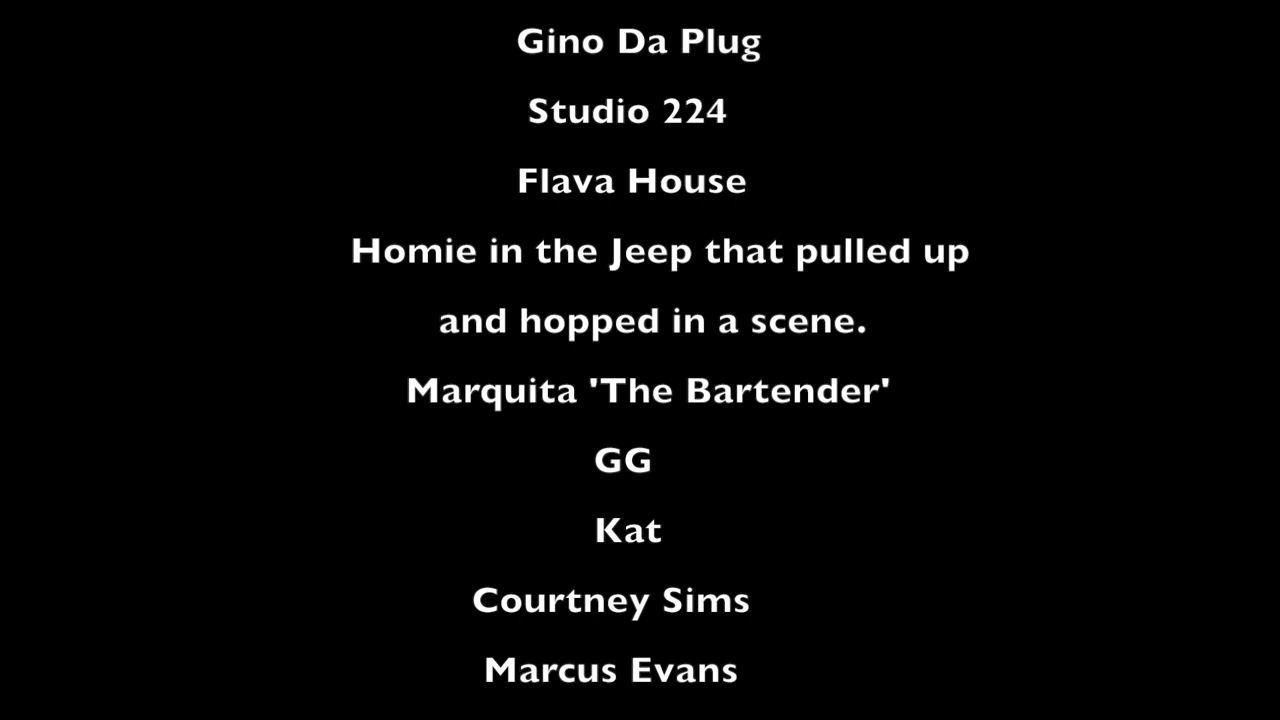 Gino Da Plug
Studio 224
Flava House
Homie in the Jeep that pulled up
and hopped in a scene.
Marquita 'The Bartender'
GG
Kat
Courtney Sims
Marcus Evans